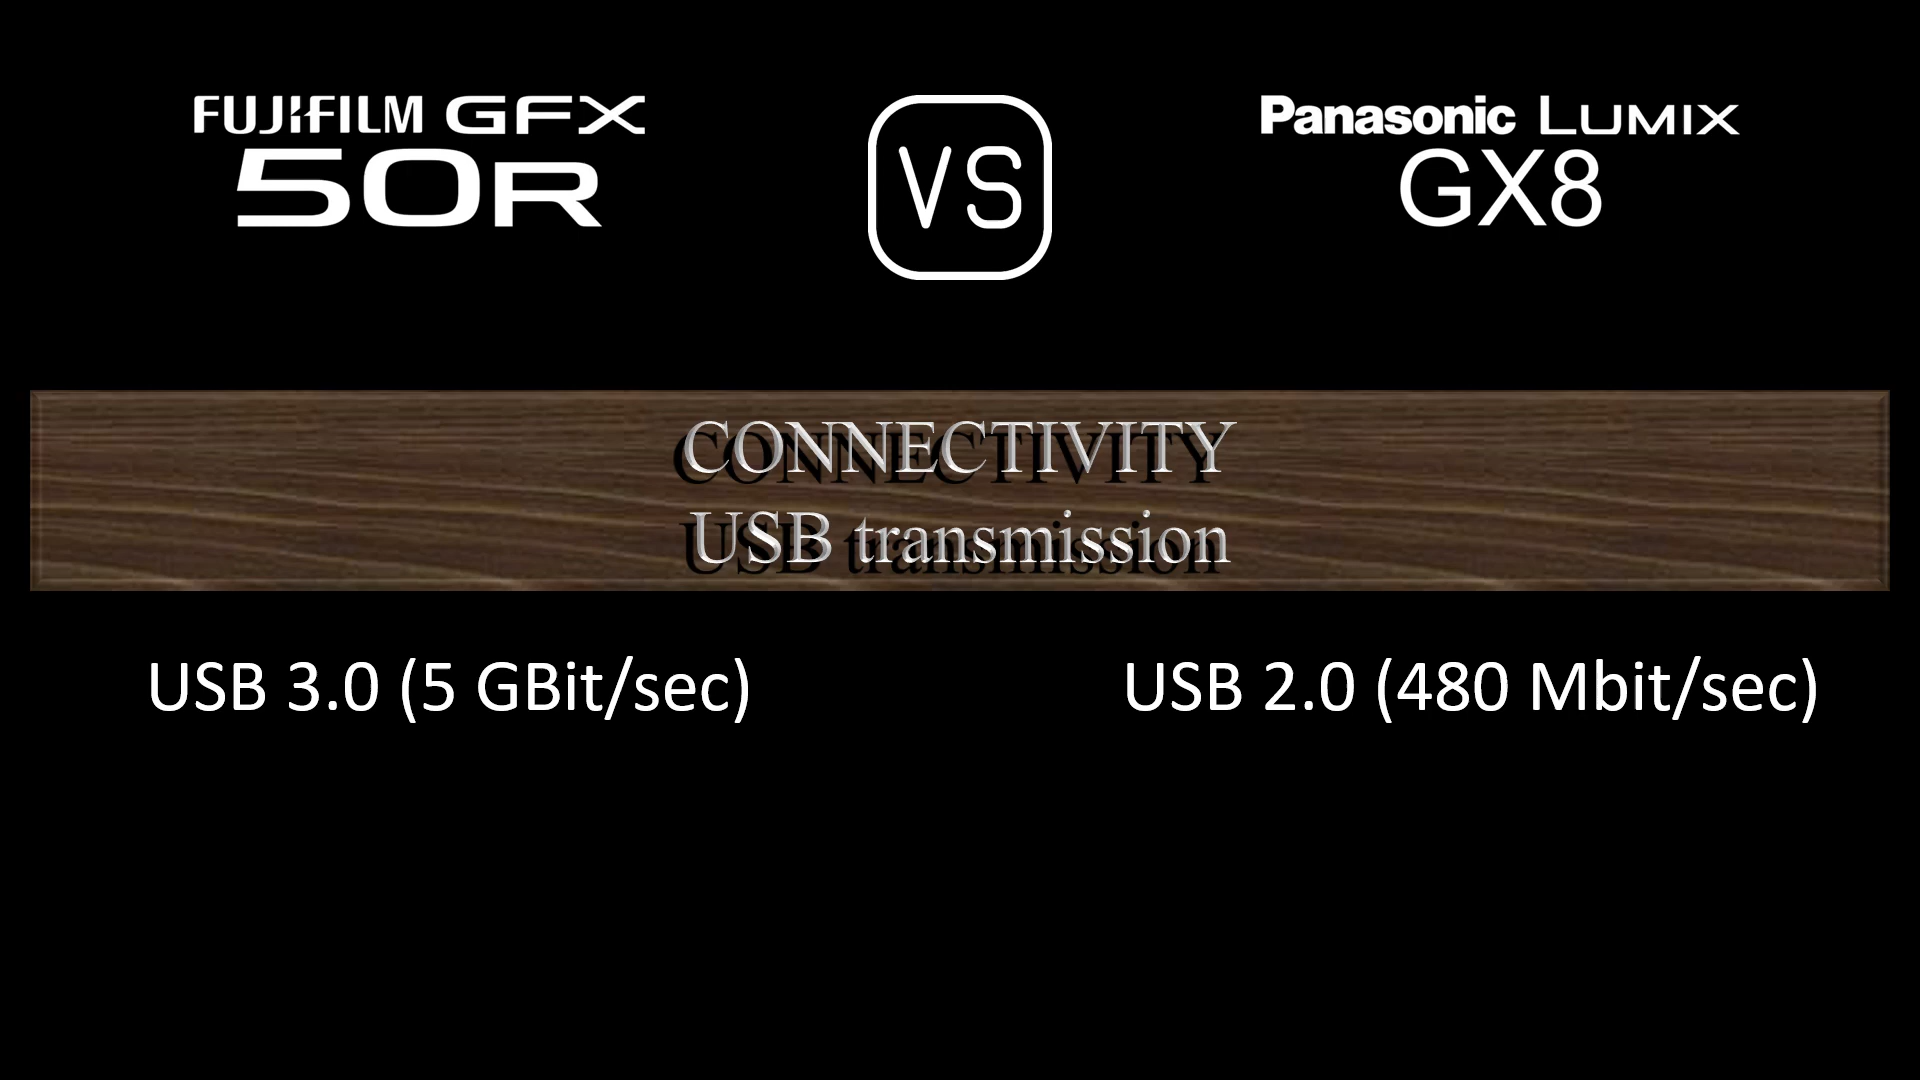 FUJIFILM GFX
50R
VS
Panasonic LUMIX
GX8
CONNECTIVITY
USB transmission
USB 3.0 (5 GBit/sec)
USB 2.0 (480 Mbit/sec)